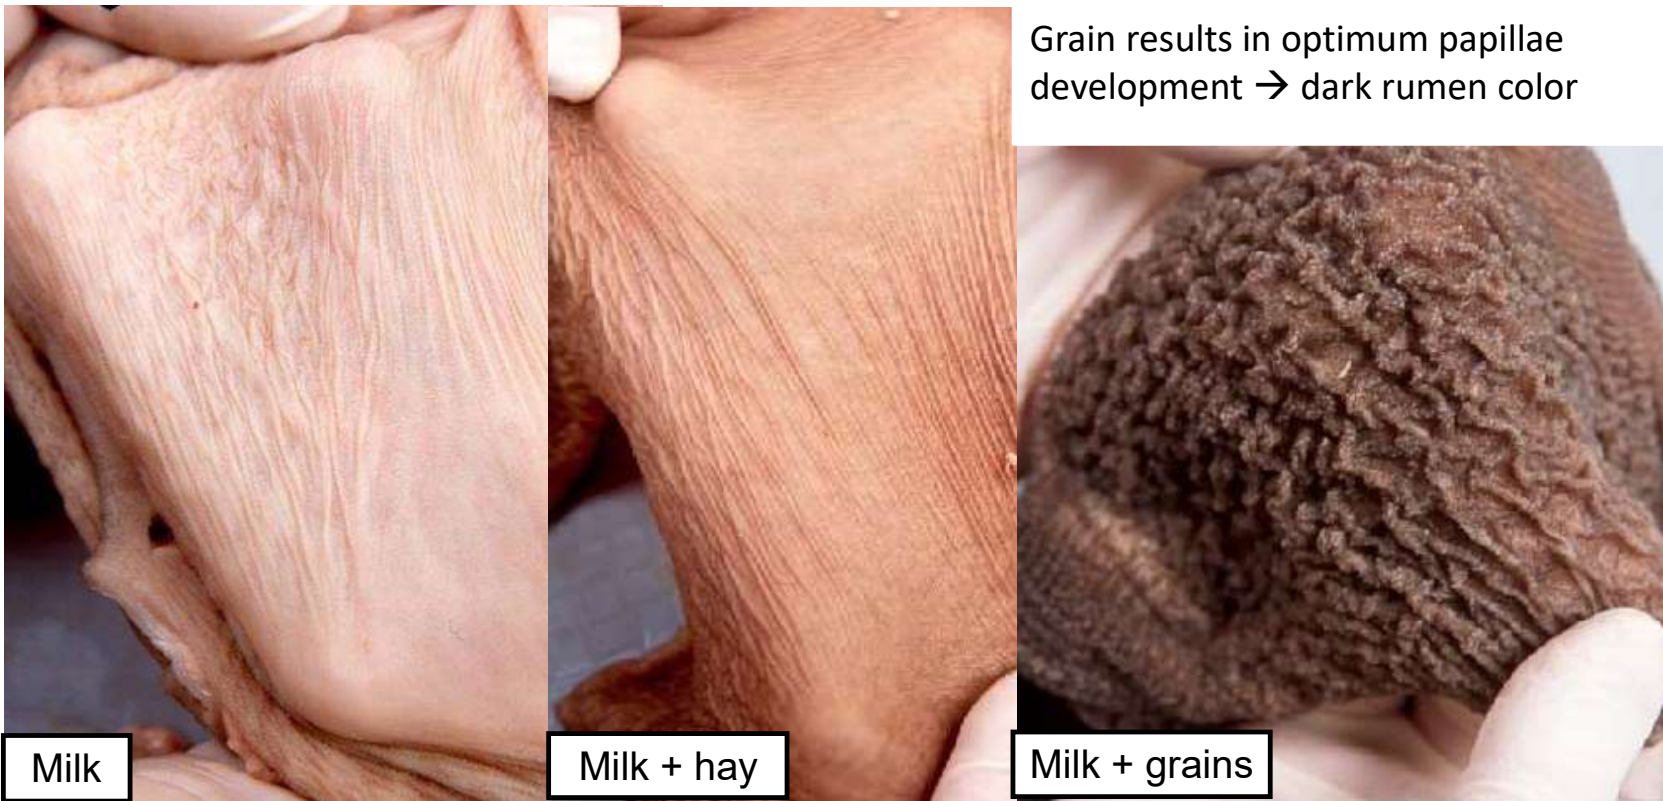 Grain results in optimum papillae
development → dark rumen color
Milk
Milk + hay
Milk + grains